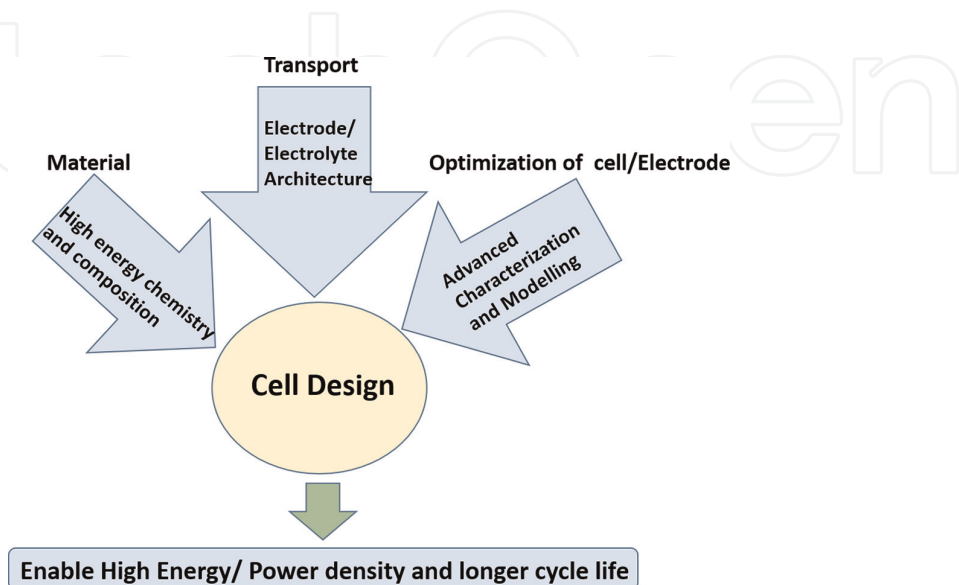 Transport
Electrode/
Electrolyte
Architecture
Material
High energy chemistry
and composition
Optimization of cell/Electrode
Advanced
Characterization
and Modelling
Cell Design
Enable High Energy/ Power density and longer cycle life